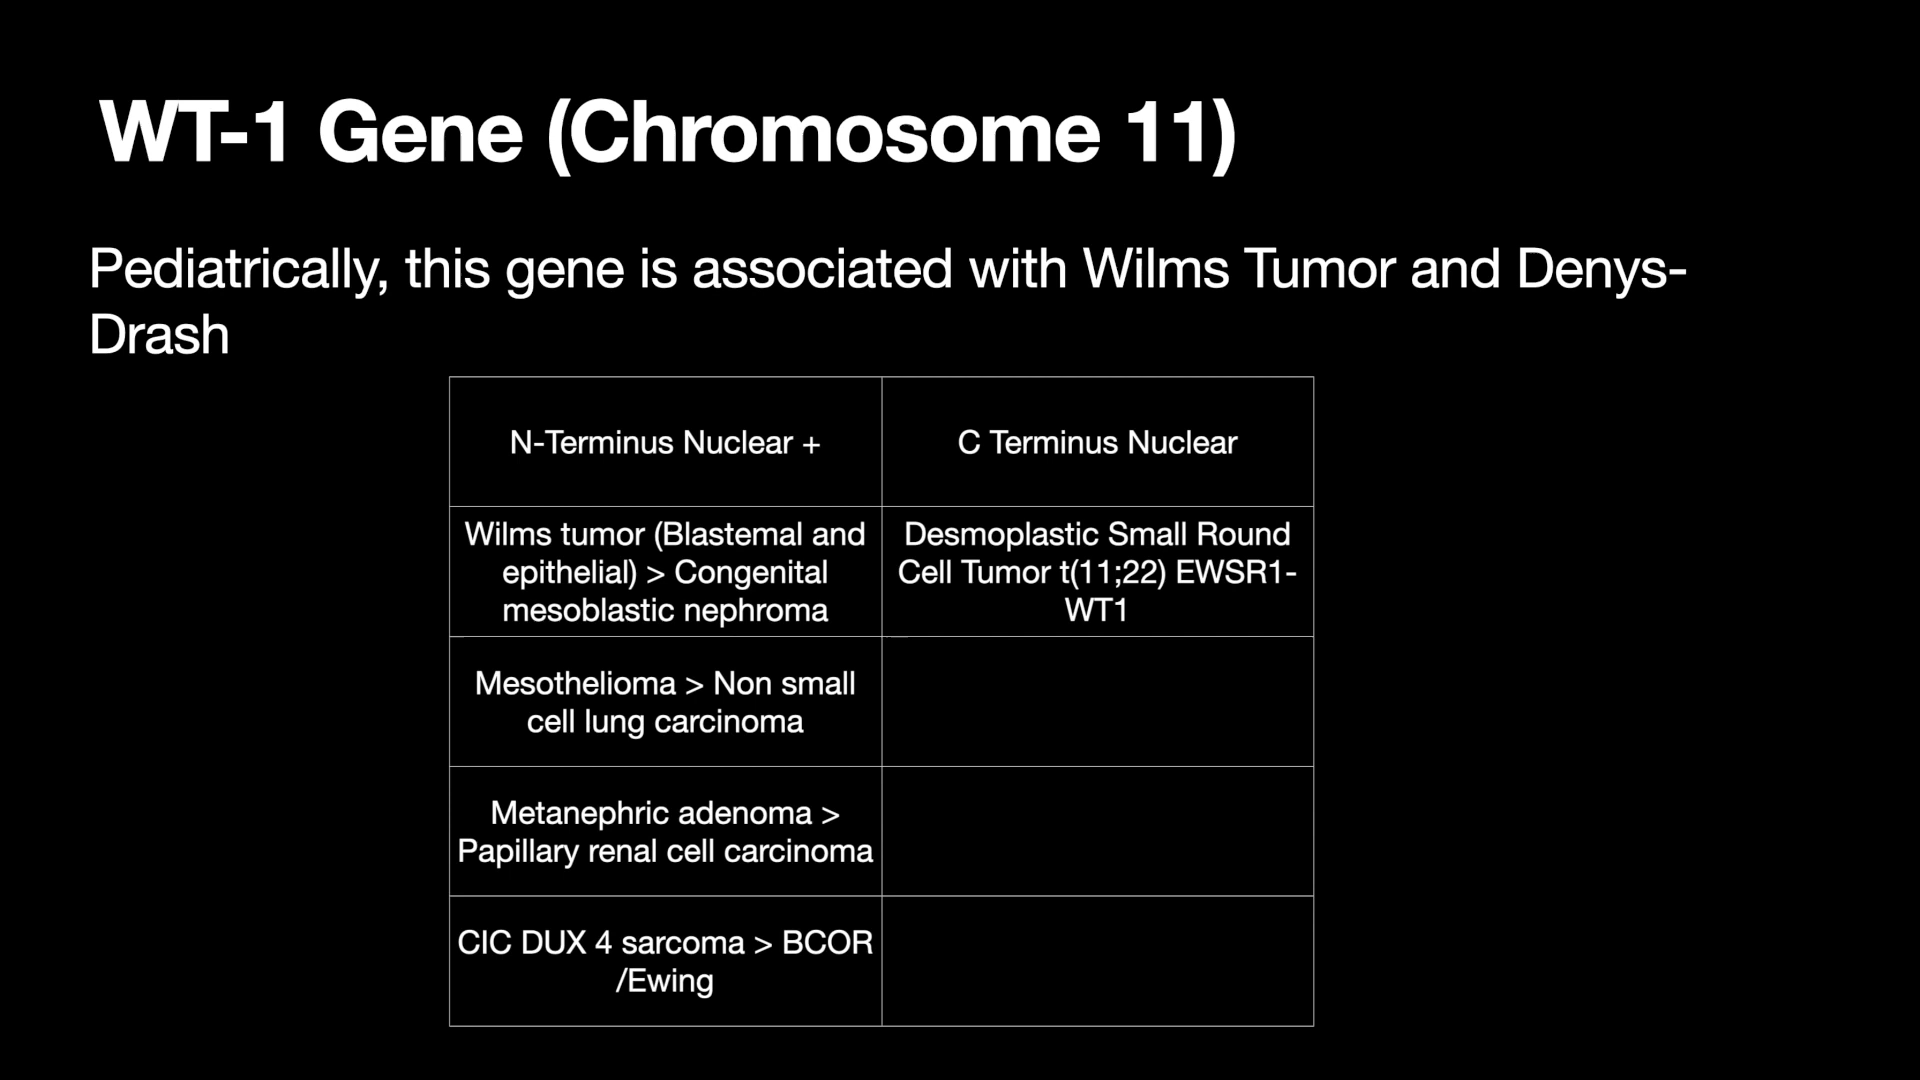 WT-1 Gene (Chromosome 11)
Pediatrically, this gene is associated with Wilms Tumor and Denys-
Drash
N-Terminus Nuclear +
C Terminus Nuclear
Wilms tumor (Blastemal and
epithelial) > Congenital
mesoblastic nephroma
Desmoplastic Small Round
Cell Tumor t(11;22) EWSR1-
WT1
Mesothelioma > Non small
cell lung carcinoma
Metanephric adenoma >
Papillary renal cell carcinoma
CIC DUX 4 sarcoma > BCOR
/Ewing